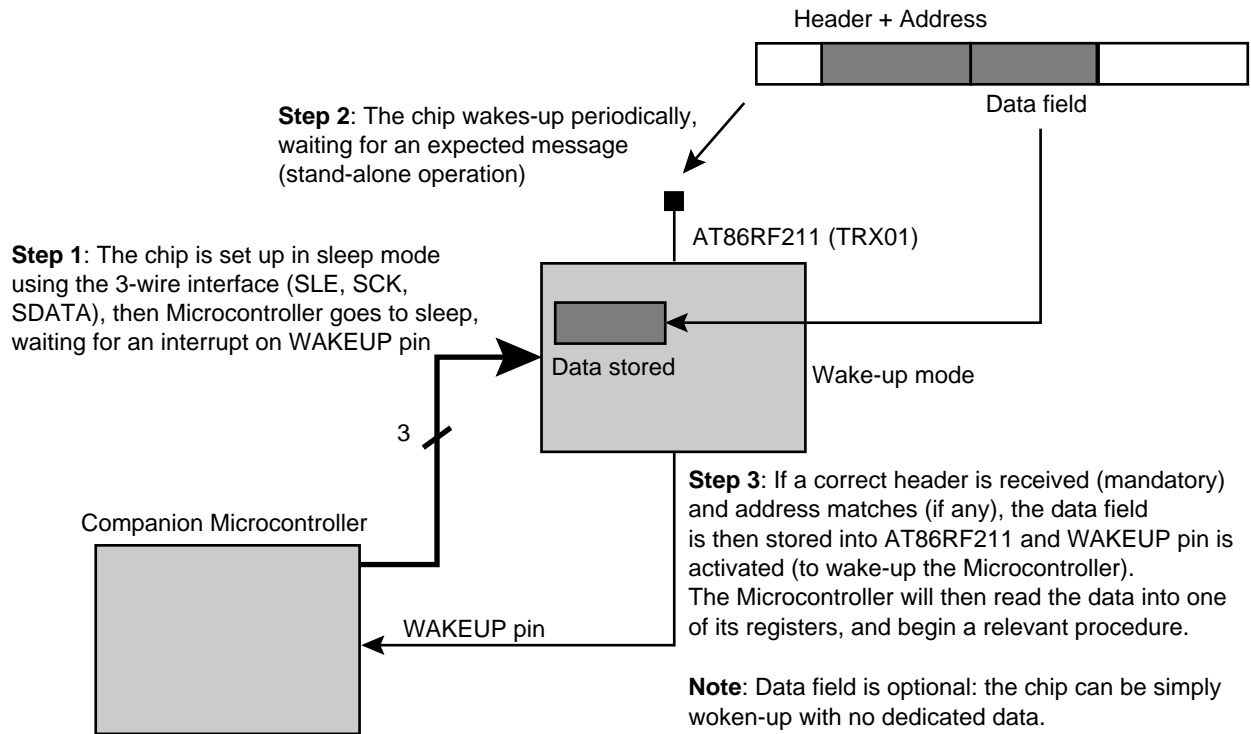 Header + Address
Data field
Step 2: The chip wakes-up periodically,
waiting for an expected message
(stand-alone operation)
AT86RF211 (TRX01)
Step 1: The chip is set up in sleep mode
using the 3-wire interface (SLE, SCK,
SDATA), then Microcontroller goes to sleep,
waiting for an interrupt on WAKEUP pin
Data stored
Wake-up mode
3
Step 3: If a correct header is received (mandatory)
and address matches (if any), the data field
is then stored into AT86RF211 and WAKEUP pin is
activated (to wake-up the Microcontroller).
The Microcontroller will then read the data into one
of its registers, and begin a relevant procedure.
Companion Microcontroller
WAKEUP pin
Note: Data field is optional: the chip can be simply
woken-up with no dedicated data.